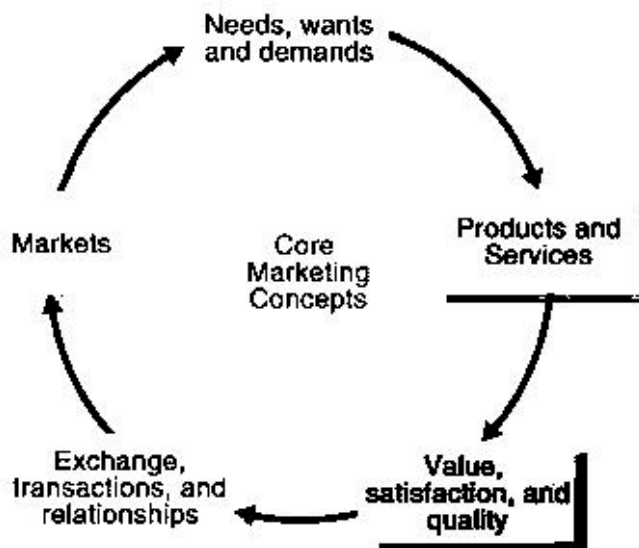 Needs, wants
and demands
Products and
Services
Value,
satisfaction, and
quality
Exchange,
transactions, and
relationships
Markets
Core
Marketing
Concepts